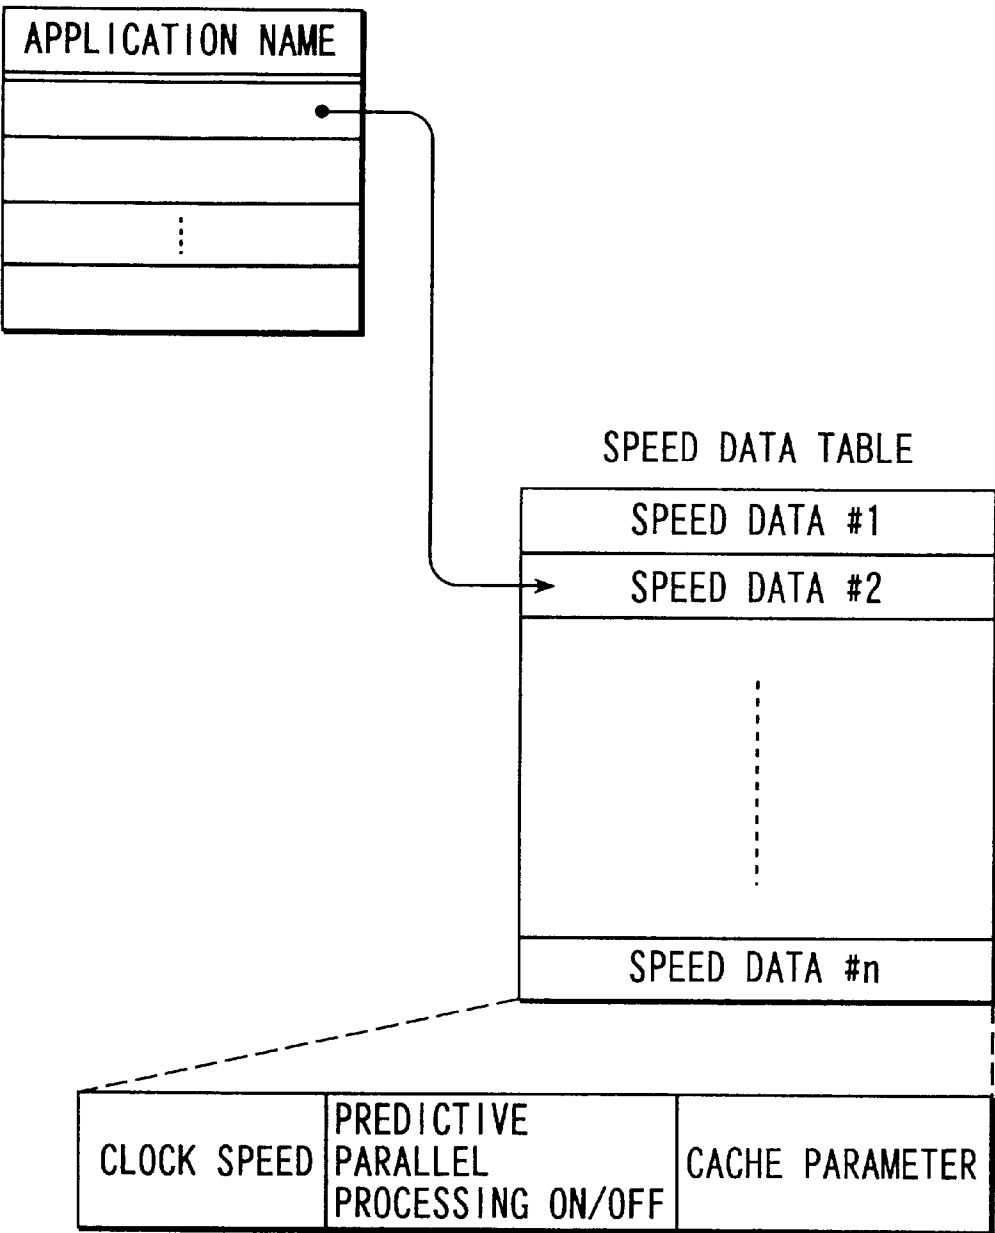 APPLICATION NAME
SPEED DATA TABLE
SPEED DATA #1
SPEED DATA #2
SPEED DATA #n
CLOCK SPEED
PREDICTIVE
PARALLEL
PROCESSING ON/OFF
CACHE PARAMETER